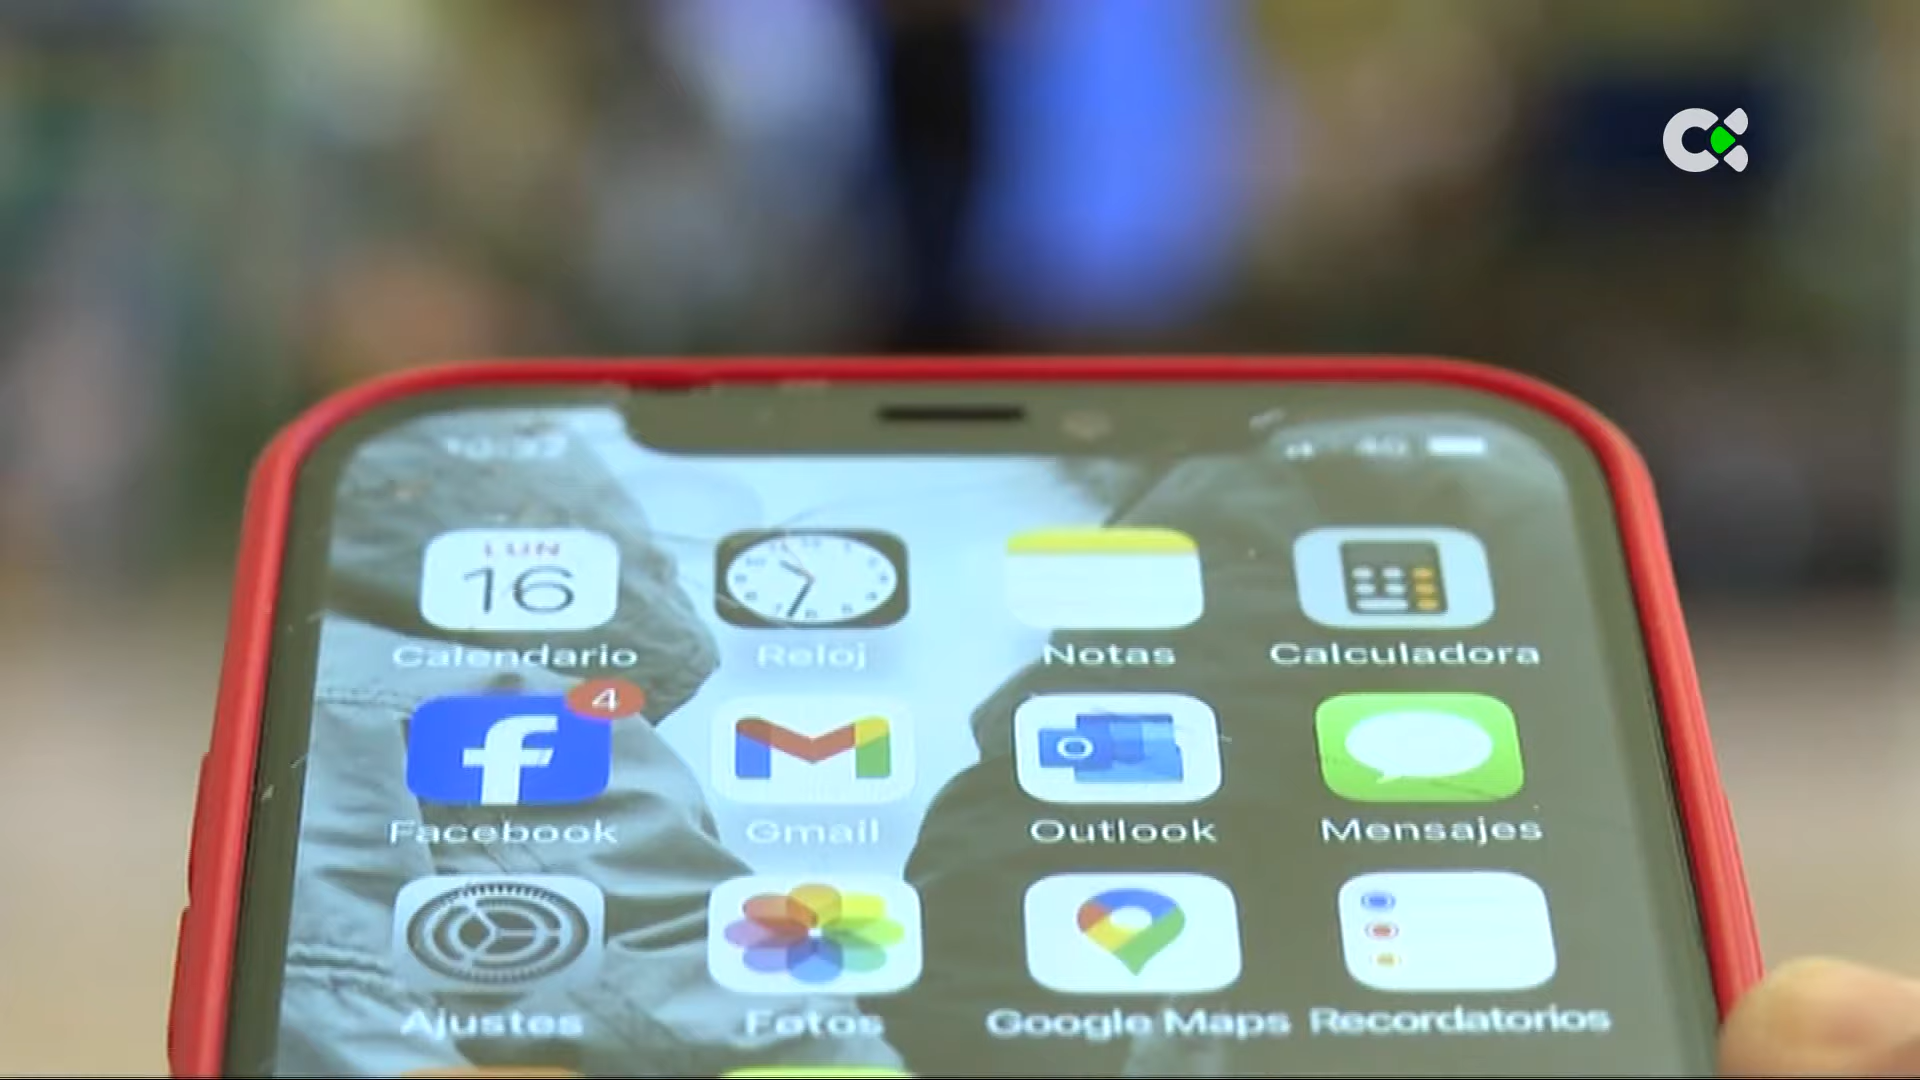 LUN
16
Calendario
Reloj
Notas
Calculadora
4
Facebook
Gmail
Outlook
Mensajes
Ajustes
Fotos
Google Maps
Recordatorios